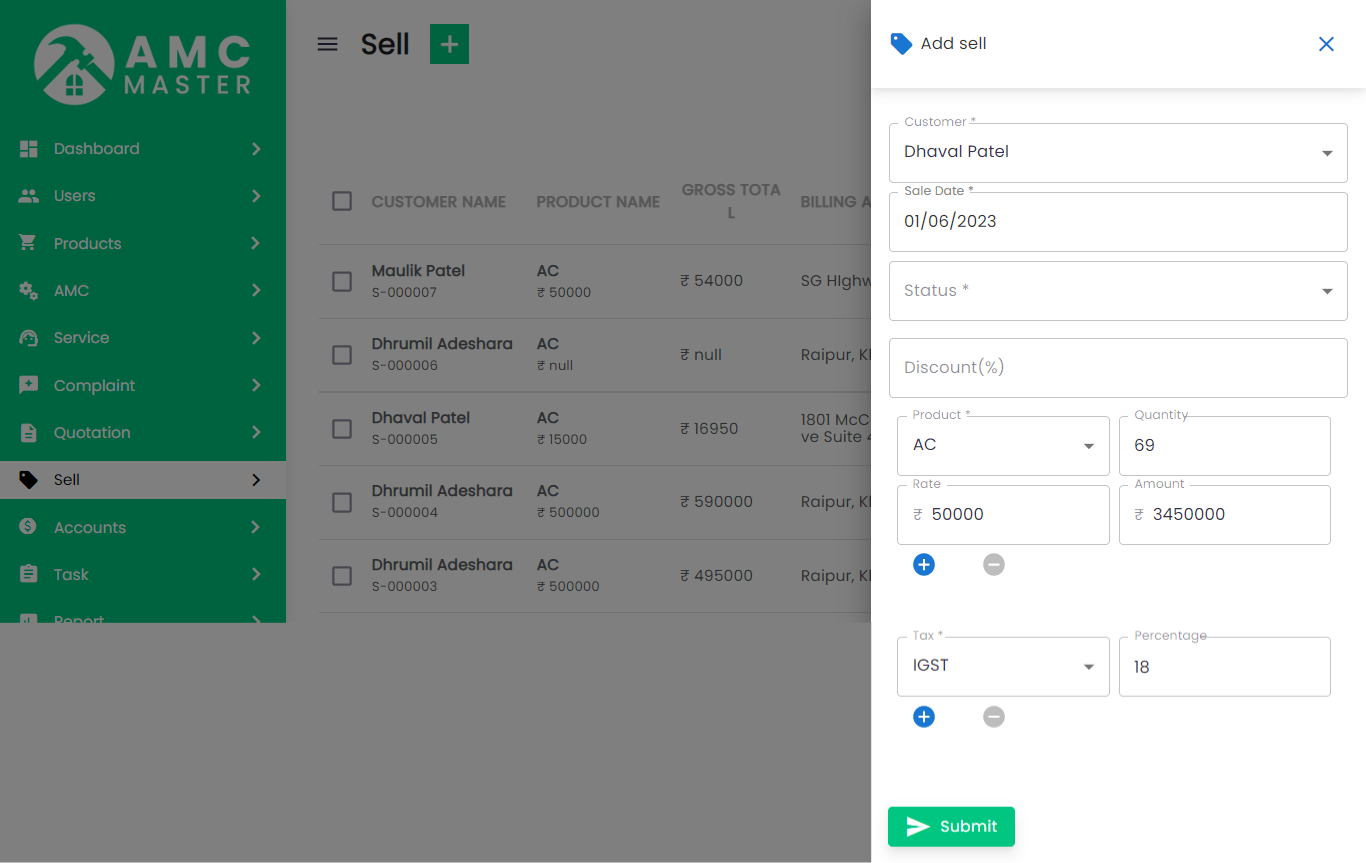 AMC
MASTER
Dashboard
Users
Products
AMC
Service
Complaint
Quotation
Sell
Accounts
Task
Report
Sell
CUSTOMER NAME PRODUCT NAME GROSS TOTA
L BILLING A
Maulik Patel AC
S-000007 ₹ 50000 ₹ 54000 SG HIghw
Dhrumil Adeshara AC
S-000006 ₹ null ₹ null Raipur, Kh
Dhaval Patel AC
S-000005 ₹ 15000 ₹ 16950 1801 McC
ve Suite 4
Dhrumil Adeshara AC
S-000004 ₹ 500000 ₹ 590000 Raipur, Kh
Dhrumil Adeshara AC
S-000003 ₹ 500000 ₹ 495000 Raipur, Kh
Add sell
Customer *
Dhaval Patel
Sale Date *
01/06/2023
Status *
Discount(%)
Product * Quantity
AC 69
Rate Amount
₹ 50000 ₹ 3450000
Tax * Percentage
IGST 18
Submit